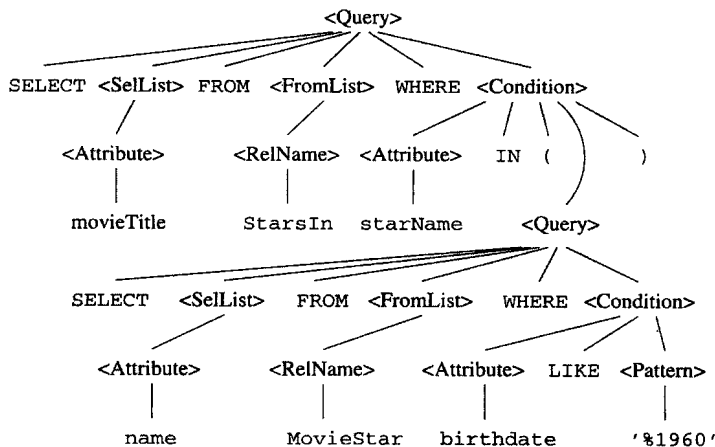 <Query>
SELECT <SelList> FROM <FromList> WHERE <Condition>
<Attribute> <RelName> <Attribute> IN ( )
movieTitle StarsIn starName <Query>
SELECT <SelList> FROM <FromList> WHERE <Condition>
<Attribute> <RelName> <Attribute> LIKE <Pattern>
name MovieStar birthdate '%1960'